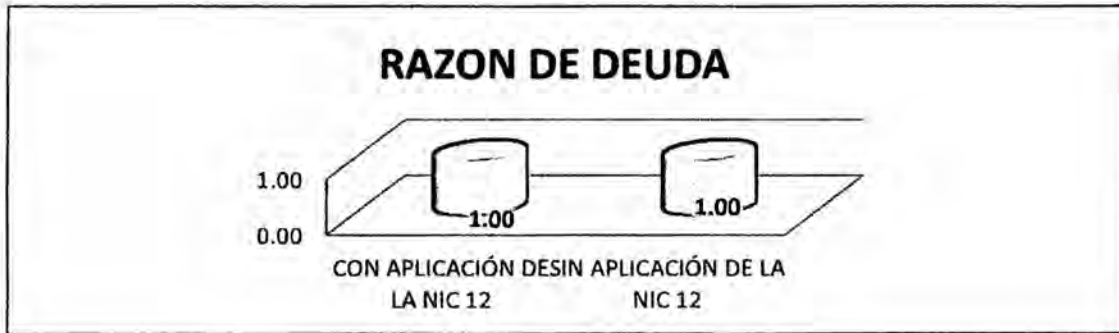 RAZON DE DEUDA
1.00
0.00
1.00
1.00
CON APLICACIÓN DE
LA NIC 12
SIN APLICACIÓN DE LA
NIC 12